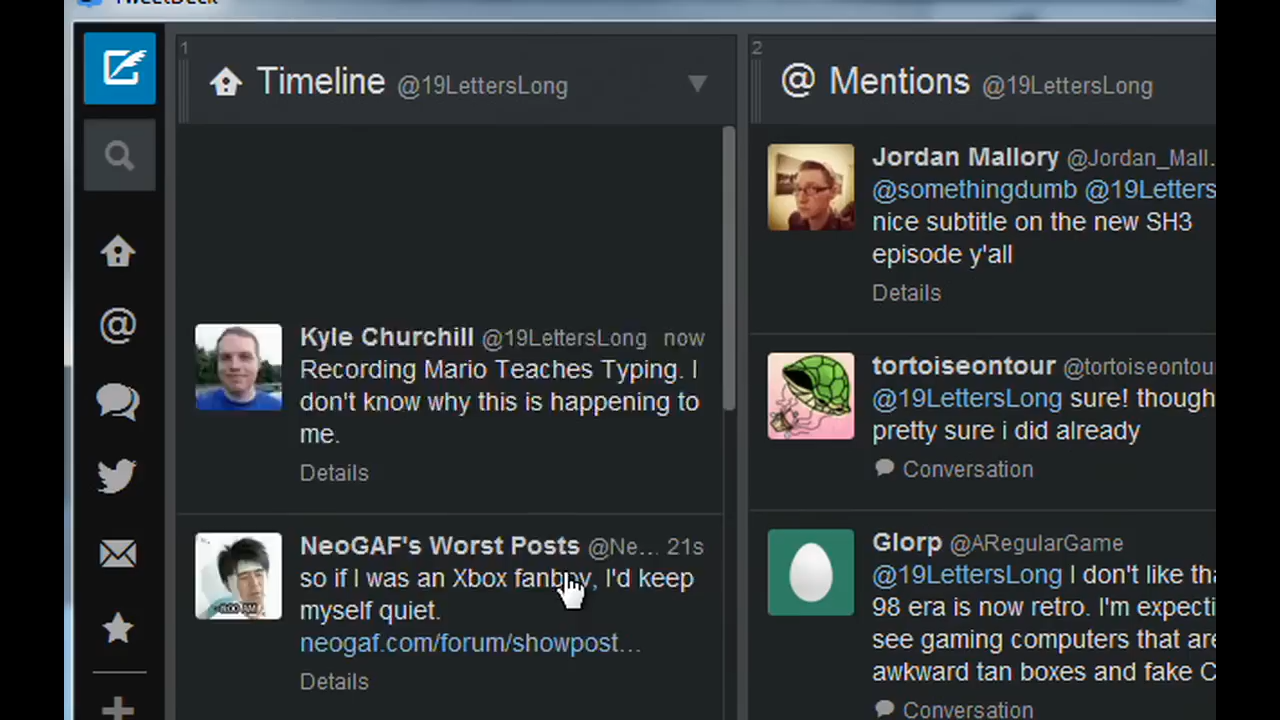 TweetDeck
1
Timeline @19LettersLong
Kyle Churchill @19LettersLong now
Recording Mario Teaches Typing. I
don't know why this is happening to
me.
Details
NeoGAF's Worst Posts @Ne... 21s
so if I was an Xbox fanboy, I'd keep
myself quiet.
neogaf.com/forum/showpost...
Details
2
@ Mentions @19LettersLong
Jordan Mallory @Jordan_Mall.
@somethingdumb @19Letters
nice subtitle on the new SH3
episode y'all
Details
tortoiseontour @tortoiseontou
@19LettersLong sure! though
pretty sure i did already
Conversation
Glorp @ARegularGame
@19LettersLong I don't like tha
98 era is now retro. I'm expecti
see gaming computers that are
awkward tan boxes and fake C
Conversation